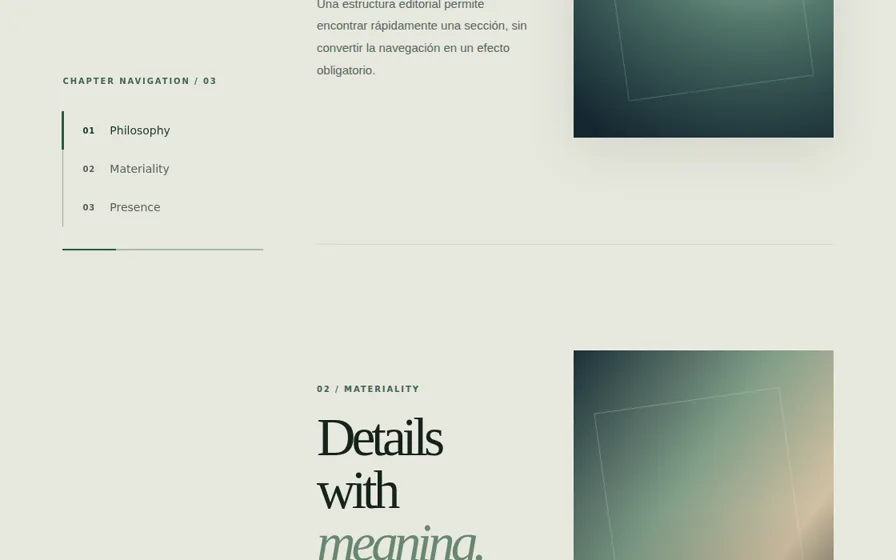 Una estructura editorial permite
encontrar rápidamente una sección, sin
convertir la navegación en un efecto
obligatorio.
CHAPTER NAVIGATION / 03
01 Philosophy
02 Materiality
03 Presence
02 / MATERIALITY
Details
with
meaning.